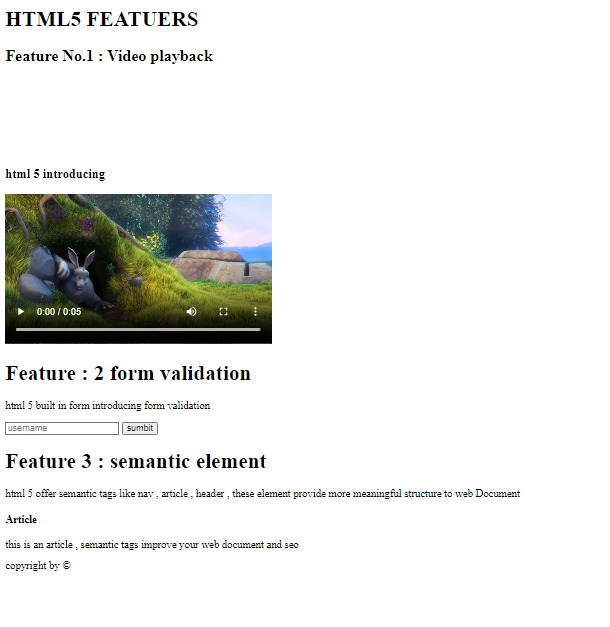 HTML5 FEATUERS
Feature No.1 : Video playback
html 5 introducing
0:00 / 0:05
Feature : 2 form validation
html 5 built in form introducing form validation
username sumbit
Feature 3 : semantic element
html 5 offer semantic tags like nav , article , header , these element provide more meaningful structure to web Document
Article
this is an article , semantic tags improve your web document and seo
copyright by ©